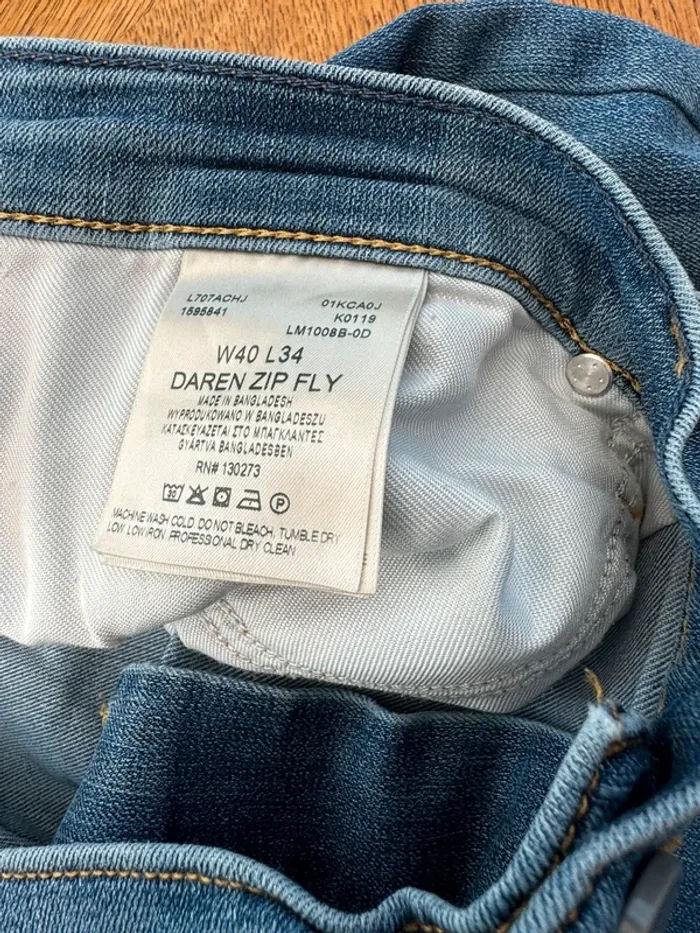 L707ACHJ 01KCA0J
1595841 K0119
LM1008B-0D
W40 L34
DAREN ZIP FLY
MADE IN BANGLADESH
WYPRODUKOWANO W BANGLADESZU
ΚΑΤΑΣΚΕΥΑΖΕΤΑΙ ΣΤΟ ΜΠΑΓΚΛΑΝΤΕΣ
GYÁRTVA BANGLADESBEN
RN# 130273
30 P
MACHINE WASH COLD DO NOT BLEACH, TUMBLE DRY
LOW LOW IRON PROFESSIONAL DRY CLEAN